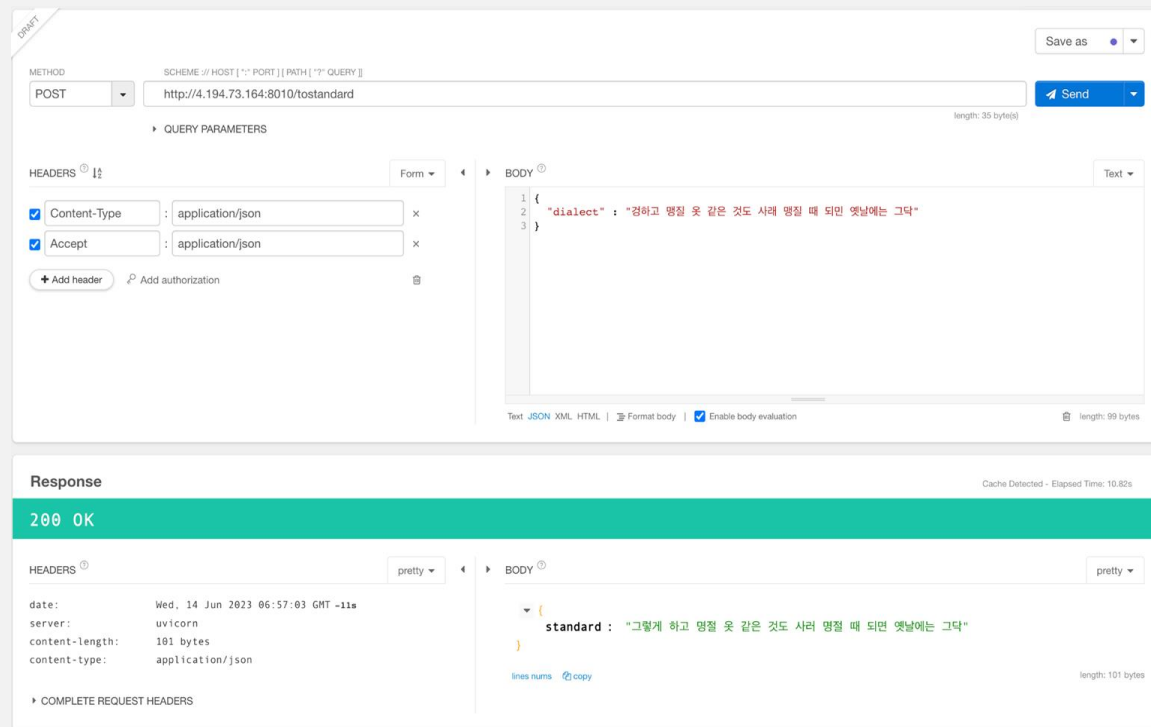 DRAFT
Save as
METHOD
SCHEME :// HOST [ ":" PORT ] [ PATH [ "?" QUERY ]]
POST
http://4.194.73.164:8010/tostandard
Send
length: 35 byte(s)
QUERY PARAMETERS
HEADERS ? Form
BODY ? Text
Content-Type : application/json ×
Accept : application/json ×
+ Add header Add authorization
1 {
2 "dialect" : "겅하고 맹질 옷 같은 것도 사래 맹질 때 되민 옛날에는 그닥"
3 }
Text JSON XML HTML | Format body | Enable body evaluation length: 99 bytes
Response
Cache Detected - Elapsed Time: 10.82s
200 OK
HEADERS ? pretty
BODY ? pretty
date: Wed, 14 Jun 2023 06:57:03 GMT -11s
server: uvicorn
content-length: 101 bytes
content-type: application/json
COMPLETE REQUEST HEADERS
{
standard : "그렇게 하고 명절 옷 같은 것도 사러 명절 때 되면 옛날에는 그닥"
}
lines nums copy
length: 101 bytes